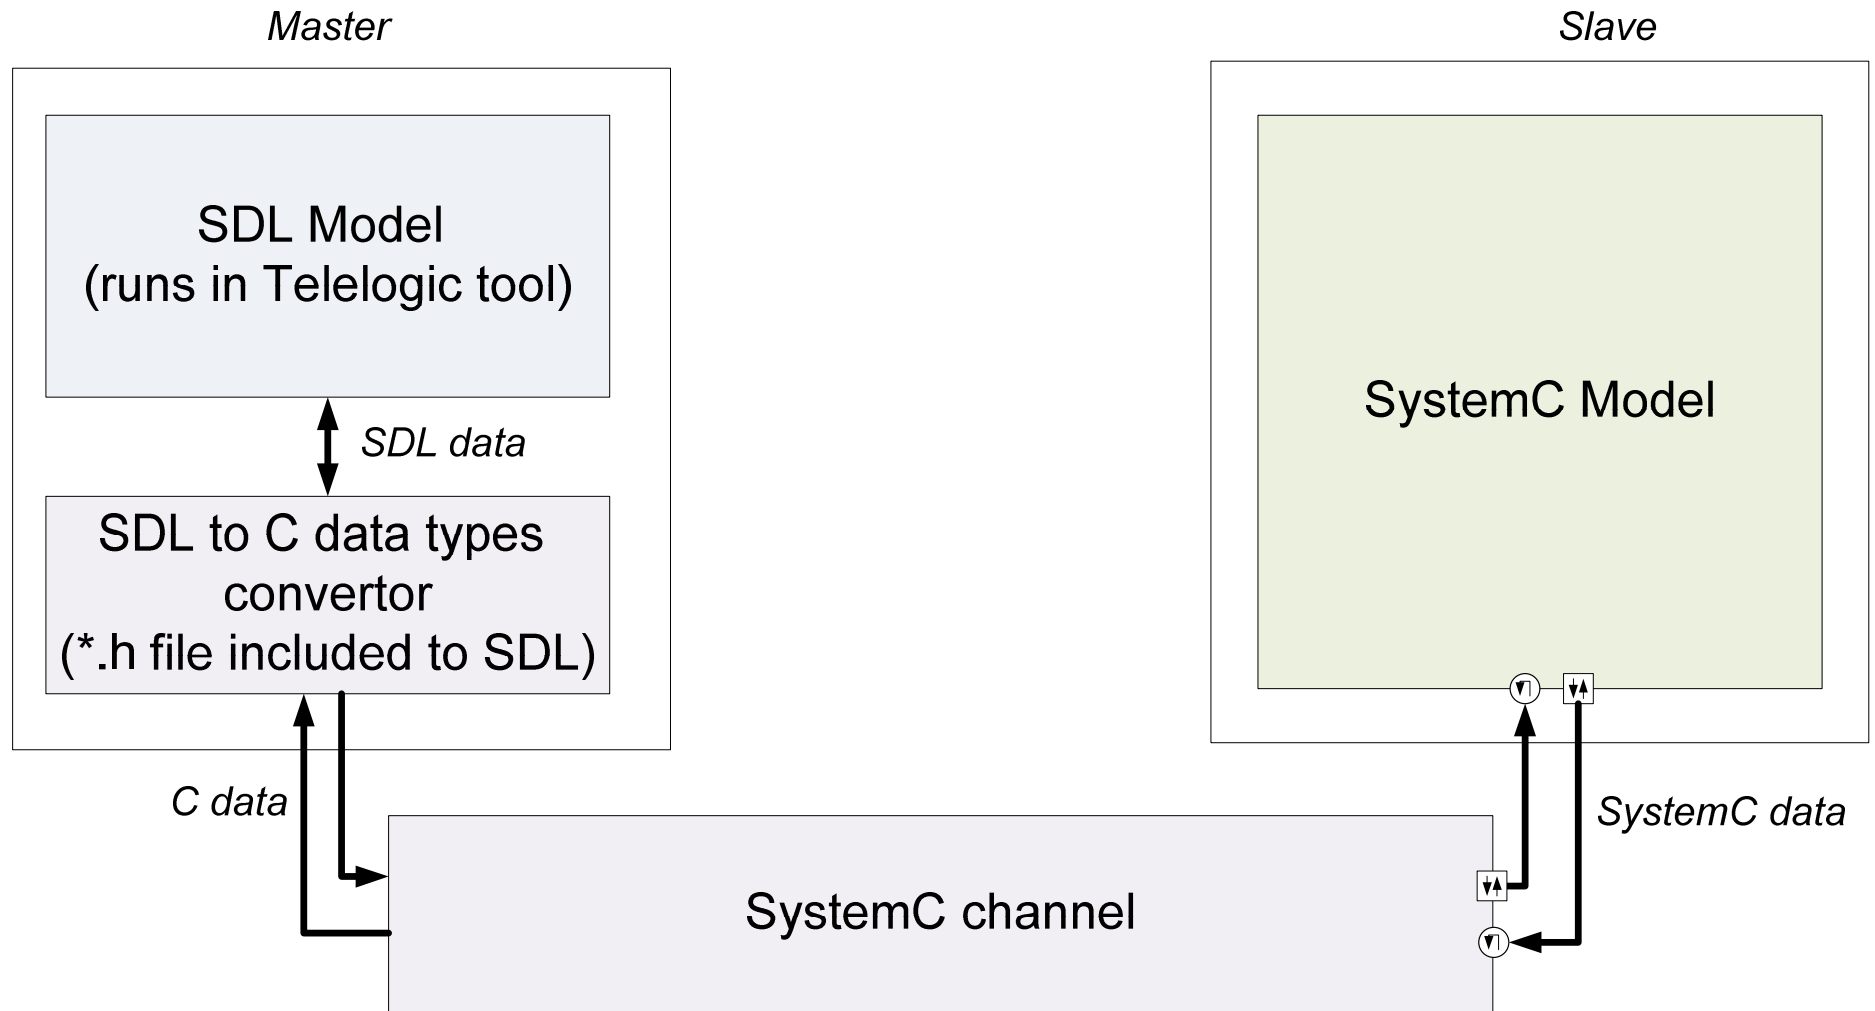 Master
Slave
SDL Model
(runs in Telelogic tool)
SDL data
SDL to C data types
convertor
(*.h file included to SDL)
SystemC Model
C data
SystemC data
SystemC channel